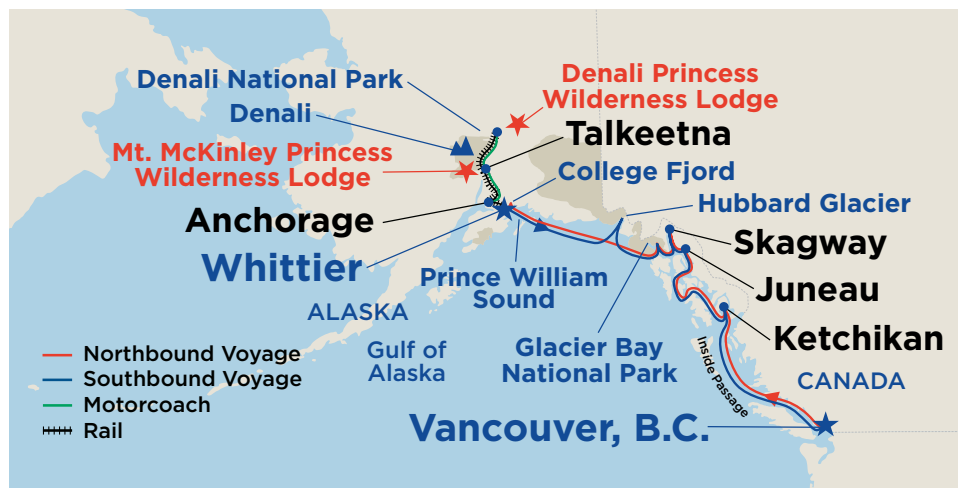 Denali National Park
Denali
Denali Princess
Wilderness Lodge
Talkeetna
Mt. McKinley Princess
Wilderness Lodge
College Fjord
Hubbard Glacier
Anchorage
Skagway
Whittier
Prince William
Sound
Juneau
ALASKA
Ketchikan
Gulf of
Alaska
Glacier Bay
National Park
Inside Passage
CANADA
Northbound Voyage
Southbound Voyage
Motorcoach
Rail
Vancouver, B.C.